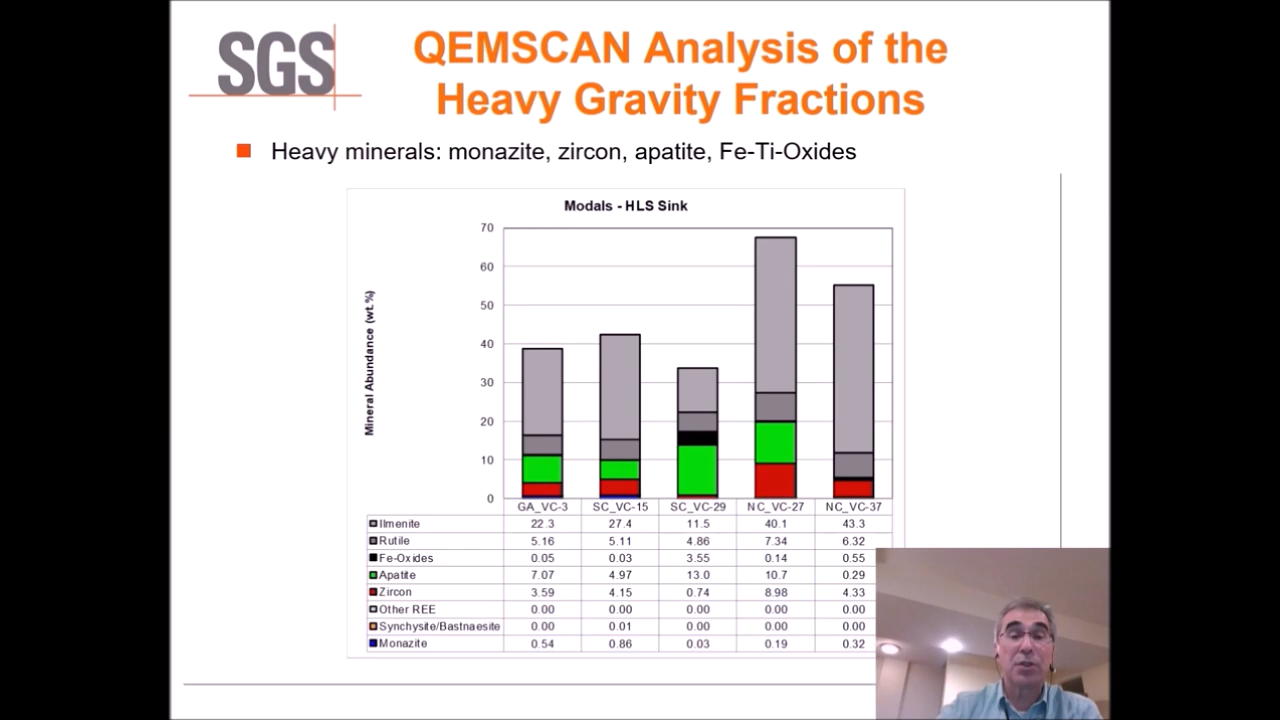 SGS
QEMSCAN Analysis of the
Heavy Gravity Fractions
Heavy minerals: monazite, zircon, apatite, Fe-Ti-Oxides
Modals - HLS Sink
Mineral Abundance (wt.%)
70
60
50
40
30
20
10
0
GA_VC-3 SC_VC-15 SC_VC-29 NC_VC-27 NC_VC-37
Ilmenite 22.3 27.4 11.5 40.1 43.3
Rutile 5.16 5.11 4.86 7.34 6.32
Fe-Oxides 0.05 0.03 3.55 0.14 0.55
Apatite 7.07 4.97 13.0 10.7 0.29
Zircon 3.59 4.15 0.74 8.98 4.33
Other REE 0.00 0.00 0.00 0.00 0.00
Synchysite/Bastnaesite 0.00 0.01 0.00 0.00 0.00
Monazite 0.54 0.86 0.03 0.19 0.32